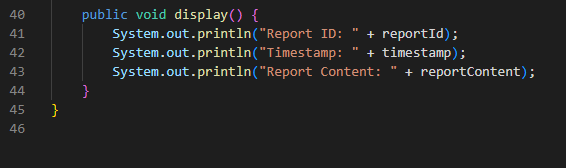 40 public void display() {
41 System.out.println("Report ID: " + reportId);
42 System.out.println("Timestamp: " + timestamp);
43 System.out.println("Report Content: " + reportContent);
44 }
45 }
46